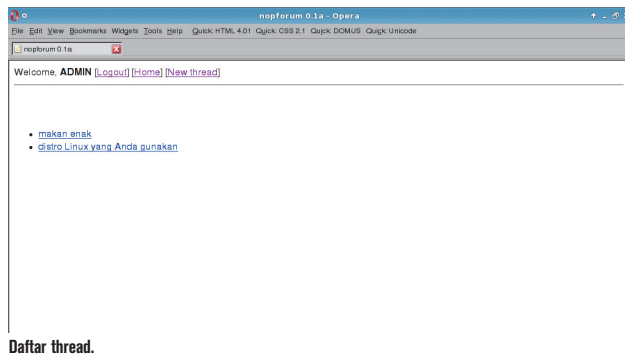 nopforum 0.1a - Opera
File Edit View Bookmarks Widgets Tools Help Quick: HTML 4.01 Quick: CSS 2.1 Quick: DOM/JS Quigk: Unicode
nopforum 0.1a
Welcome, ADMIN [Logout] [Home] [New thread]
• makan enak
• distro Linux yang Anda gunakan
Daftar thread.